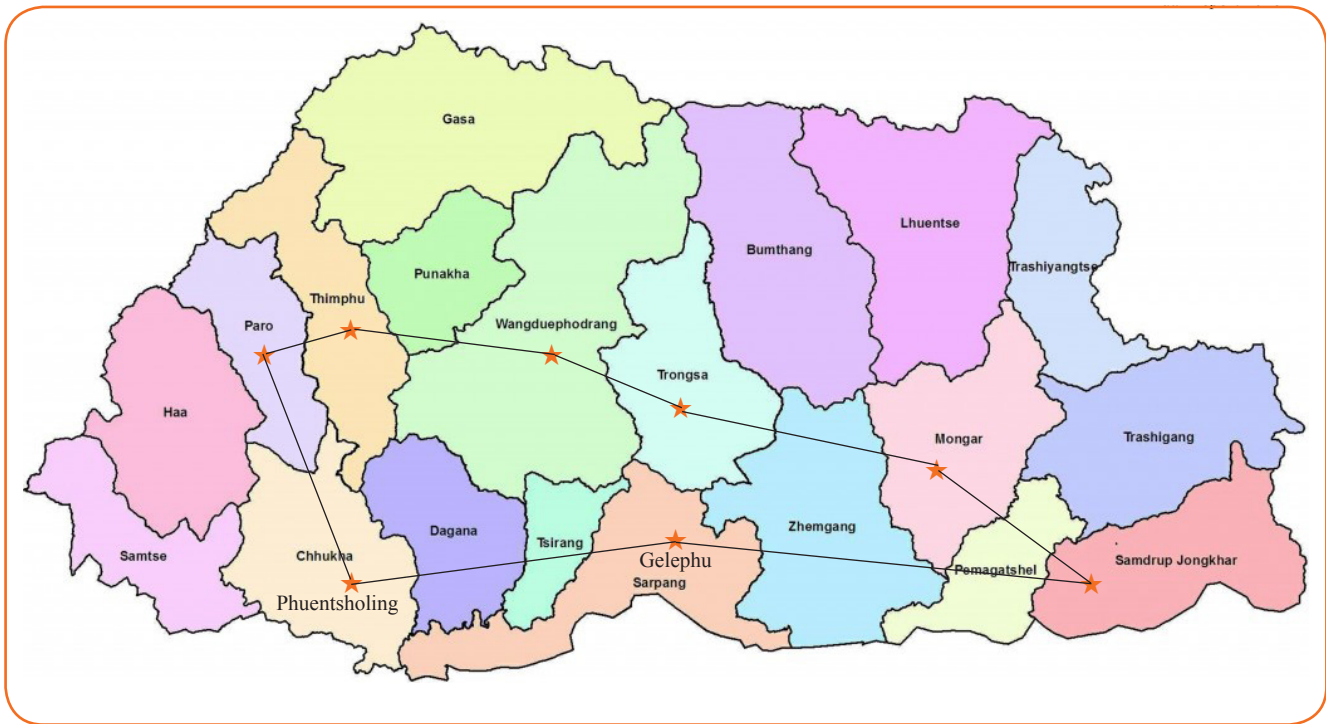 Gasa
Lhuentse
Bumthang
Trashiyangtse
Punakha
Thimphu
Paro
Wangduephodrang
Trongsa
Haa
Mongar
Trashigang
Dagana
Zhemgang
Tsirang
Samtse
Chhukha
Gelephu
Samdrup Jongkhar
Pemagatshel
Sarpang
Phuentsholing